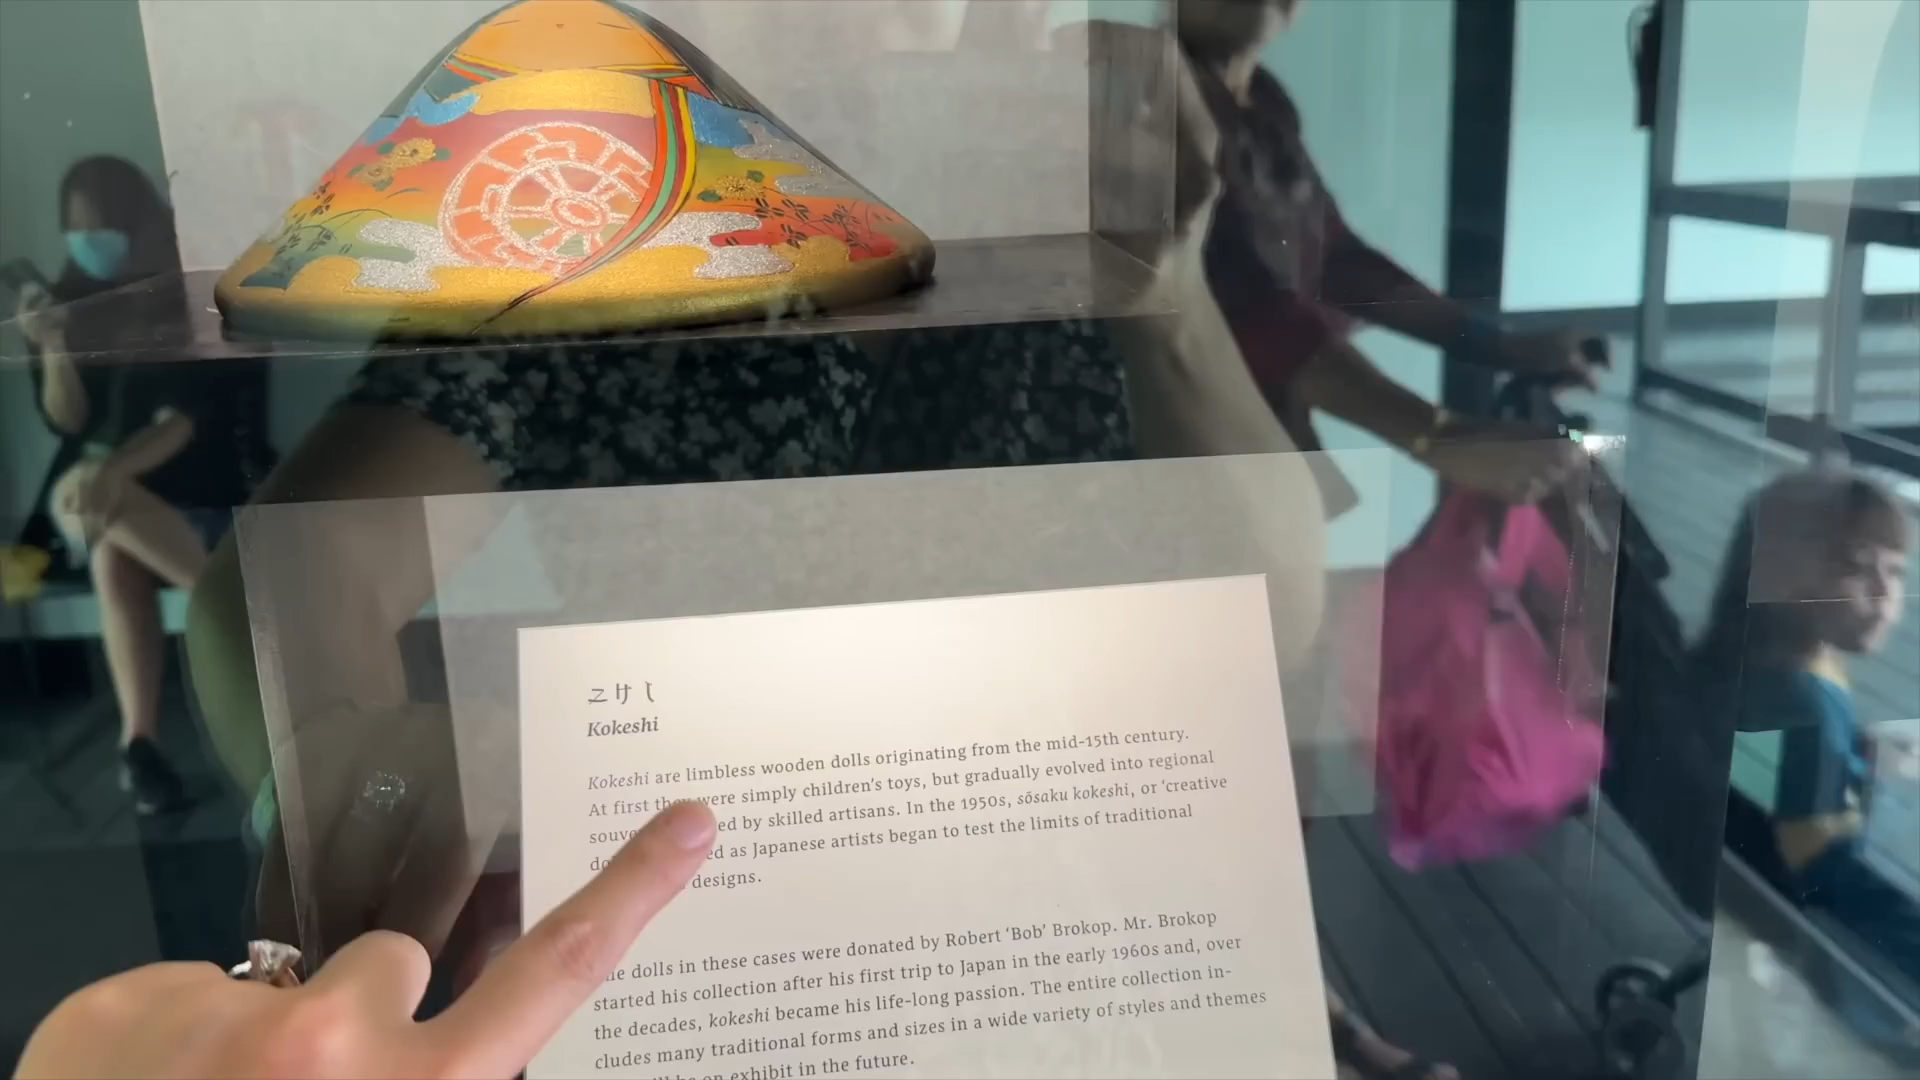 こけし
Kokeshi
Kokeshi are limbless wooden dolls originating from the mid-15th century.
At first they were simply children's toys, but gradually evolved into regional
ed by skilled artisans. In the 1950s, sōsaku kokeshi, or 'creative
ed as Japanese artists began to test the limits of traditional
designs.
dolls in these cases were donated by Robert 'Bob' Brokop. Mr. Brokop
started his collection after his first trip to Japan in the early 1960s and, over
the decades, kokeshi became his life-long passion. The entire collection in-
cludes many traditional forms and sizes in a wide variety of styles and themes
on exhibit in the future.